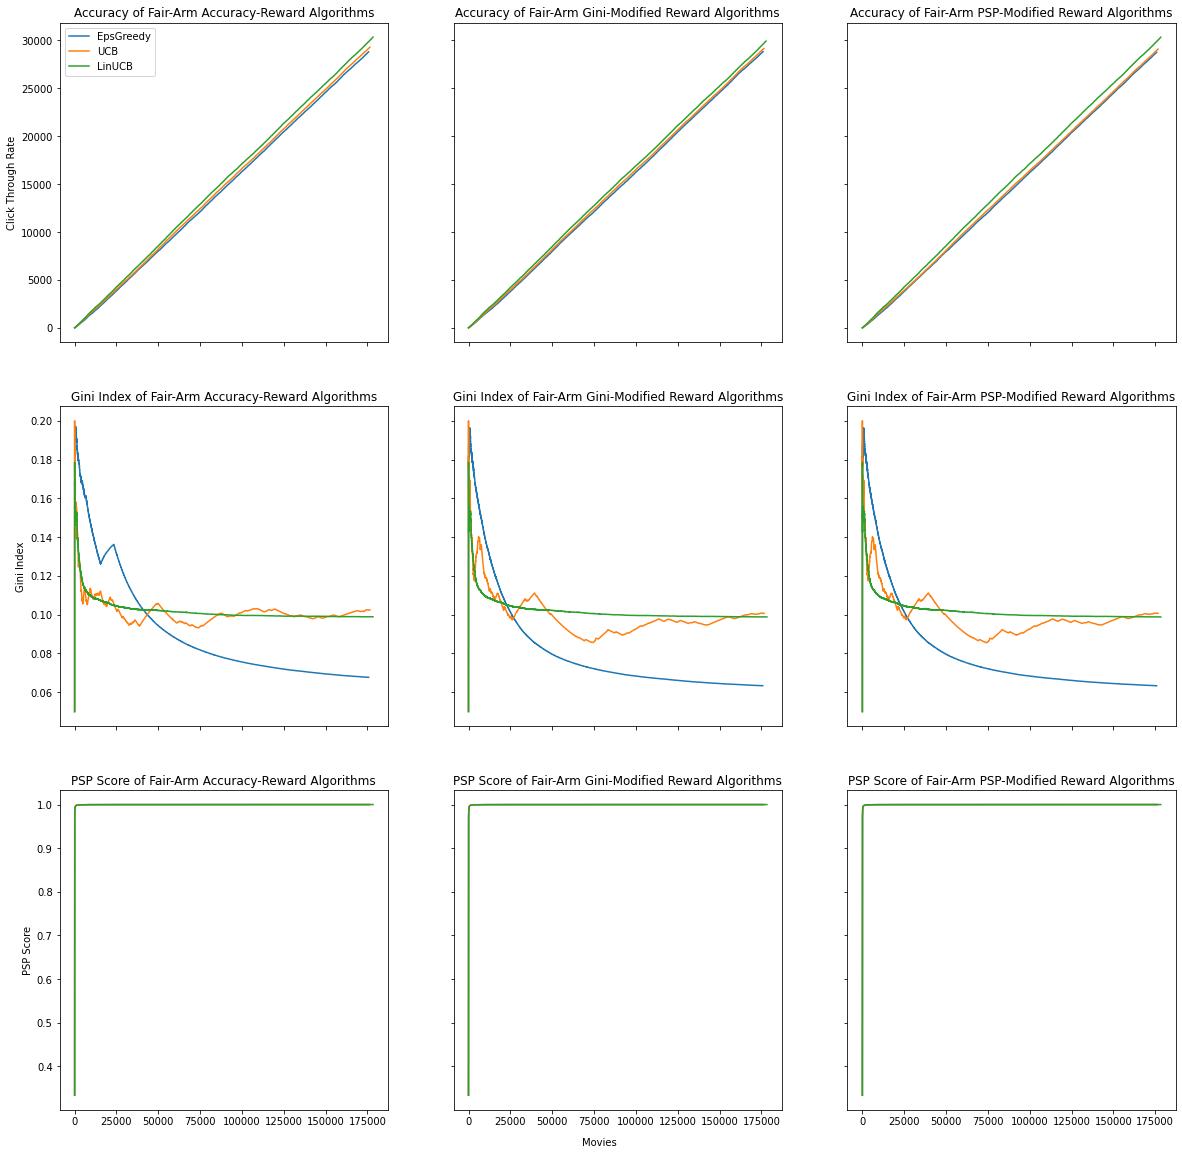 Accuracy of Fair-Arm Accuracy-Reward Algorithms
Accuracy of Fair-Arm Gini-Modified Reward Algorithms
Accuracy of Fair-Arm PSP-Modified Reward Algorithms
EpsGreedy
UCB
LinUCB
30000
25000
20000
15000
10000
5000
0
Click Through Rate
Gini Index of Fair-Arm Accuracy-Reward Algorithms
Gini Index of Fair-Arm Gini-Modified Reward Algorithms
Gini Index of Fair-Arm PSP-Modified Reward Algorithms
0.20
0.18
0.16
0.14
0.12
0.10
0.08
0.06
Gini Index
PSP Score of Fair-Arm Accuracy-Reward Algorithms
PSP Score of Fair-Arm Gini-Modified Reward Algorithms
PSP Score of Fair-Arm PSP-Modified Reward Algorithms
1.0
0.9
0.8
0.7
0.6
0.5
0.4
PSP Score
0 25000 50000 75000 100000 125000 150000 175000
0 25000 50000 75000 100000 125000 150000 175000
0 25000 50000 75000 100000 125000 150000 175000
Movies